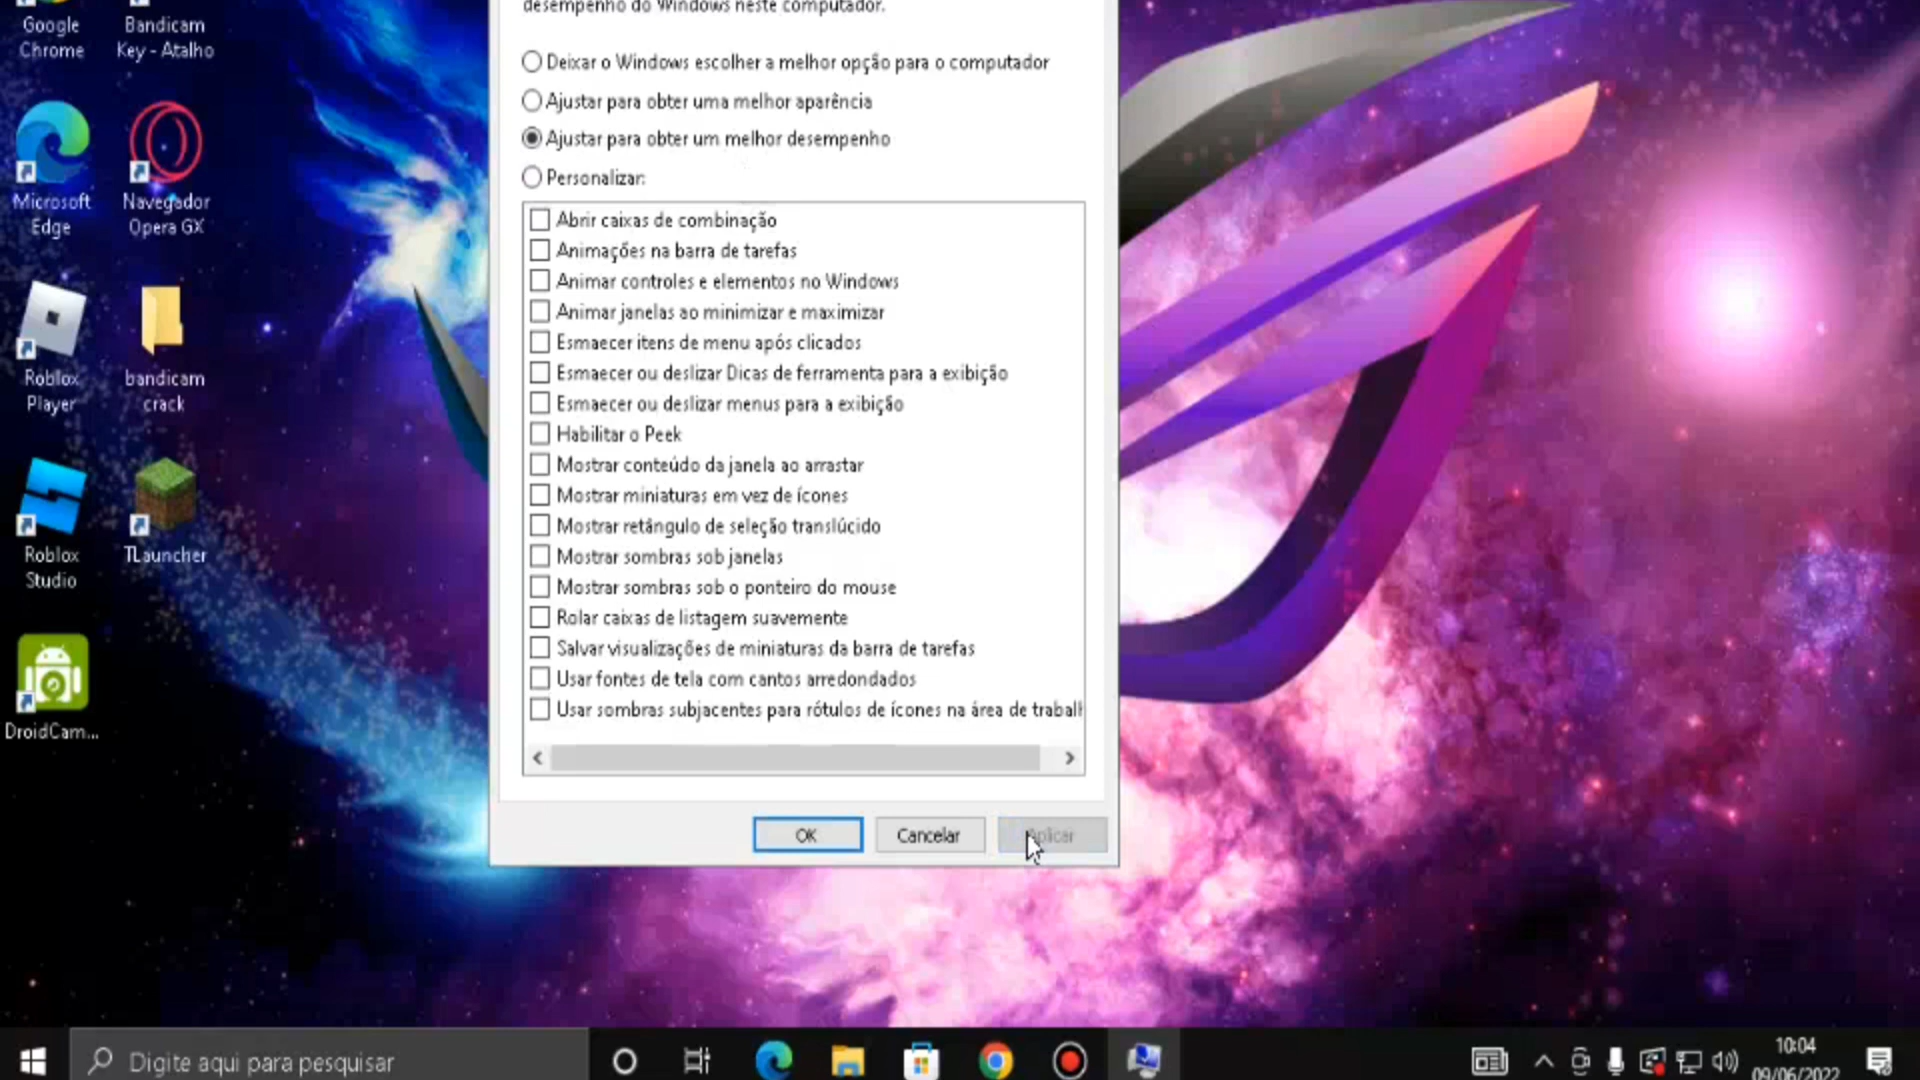 desempenho do Windows neste computador.
Deixar o Windows escolher a melhor opção para o computador
Ajustar para obter uma melhor aparência
Ajustar para obter um melhor desempenho
Personalizar:
Abrir caixas de combinação
Animações na barra de tarefas
Animar controles e elementos no Windows
Animar janelas ao minimizar e maximizar
Esmaecer itens de menu após clicados
Esmaecer ou deslizar Dicas de ferramenta para a exibição
Esmaecer ou deslizar menus para a exibição
Habilitar o Peek
Mostrar conteúdo da janela ao arrastar
Mostrar miniaturas em vez de ícones
Mostrar retângulo de seleção translúcido
Mostrar sombras sob janelas
Mostrar sombras sob o ponteiro do mouse
Rolar caixas de listagem suavemente
Salvar visualizações de miniaturas da barra de tarefas
Usar fontes de tela com cantos arredondados
Usar sombras subjacentes para rótulos de ícones na área de trabalh
OK
Cancelar
Aplicar
Google
Chrome
Bandicam
Key - Atalho
Microsoft
Edge
Navegador
Opera GX
Roblox
Player
bandicam
crack
Roblox
Studio
TLauncher
DroidCam...
Digite aqui para pesquisar
10:04
09/06/2022